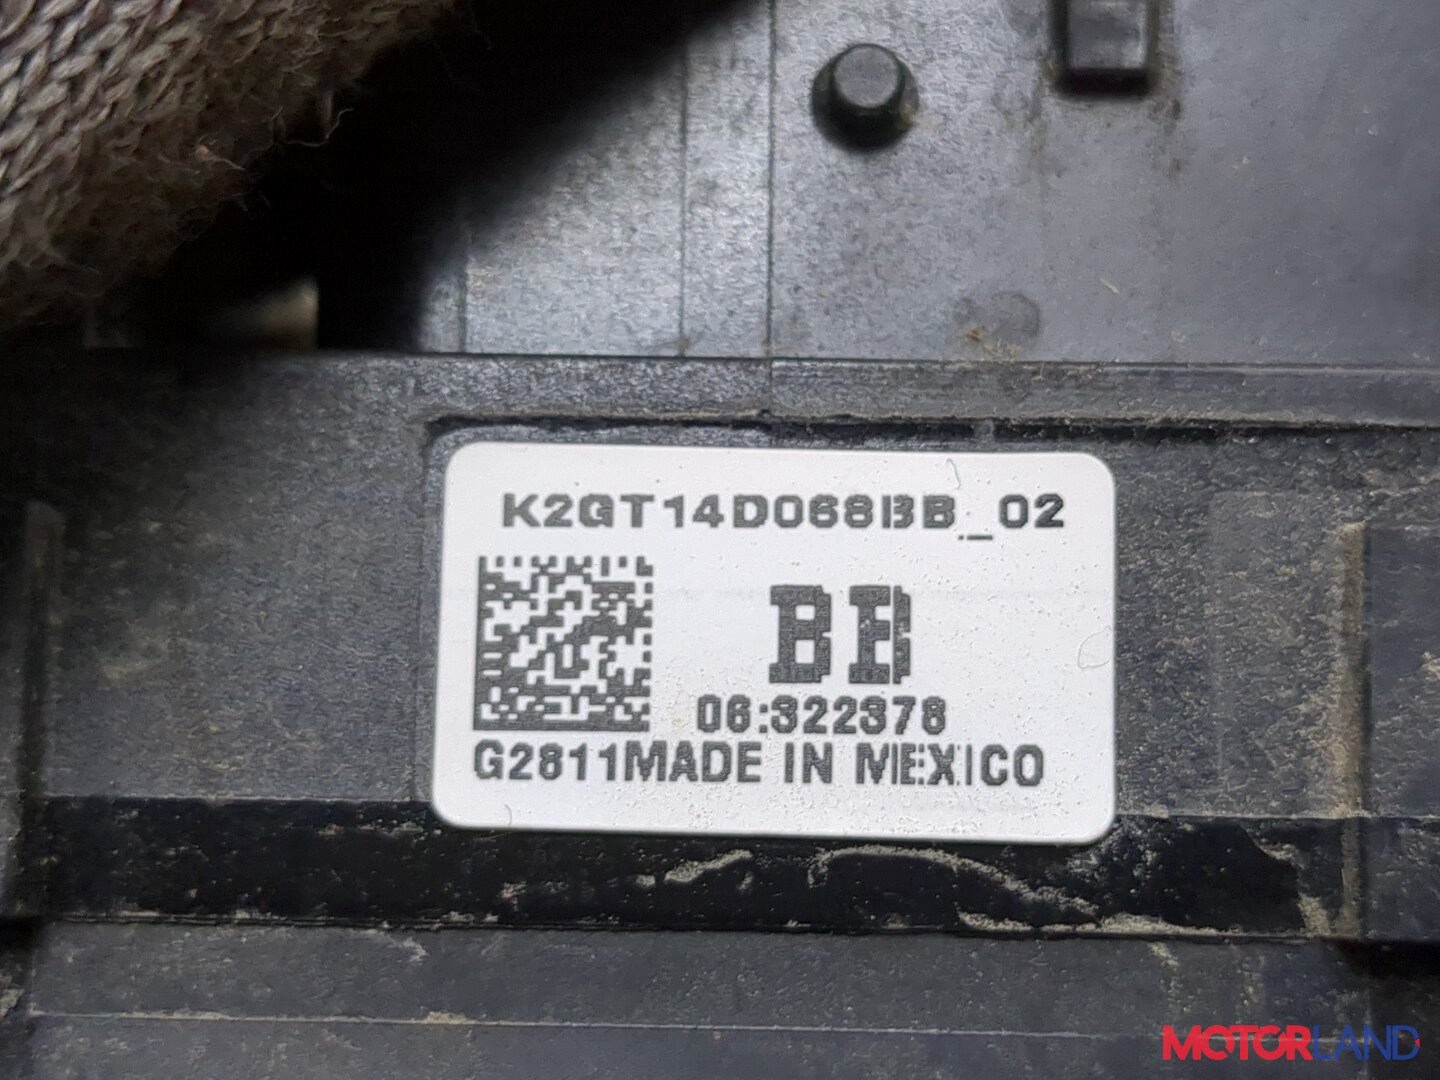 K2GT14D068BB_02
BB
06:322378
G2811MADE IN MEXICO
MOTORLAND